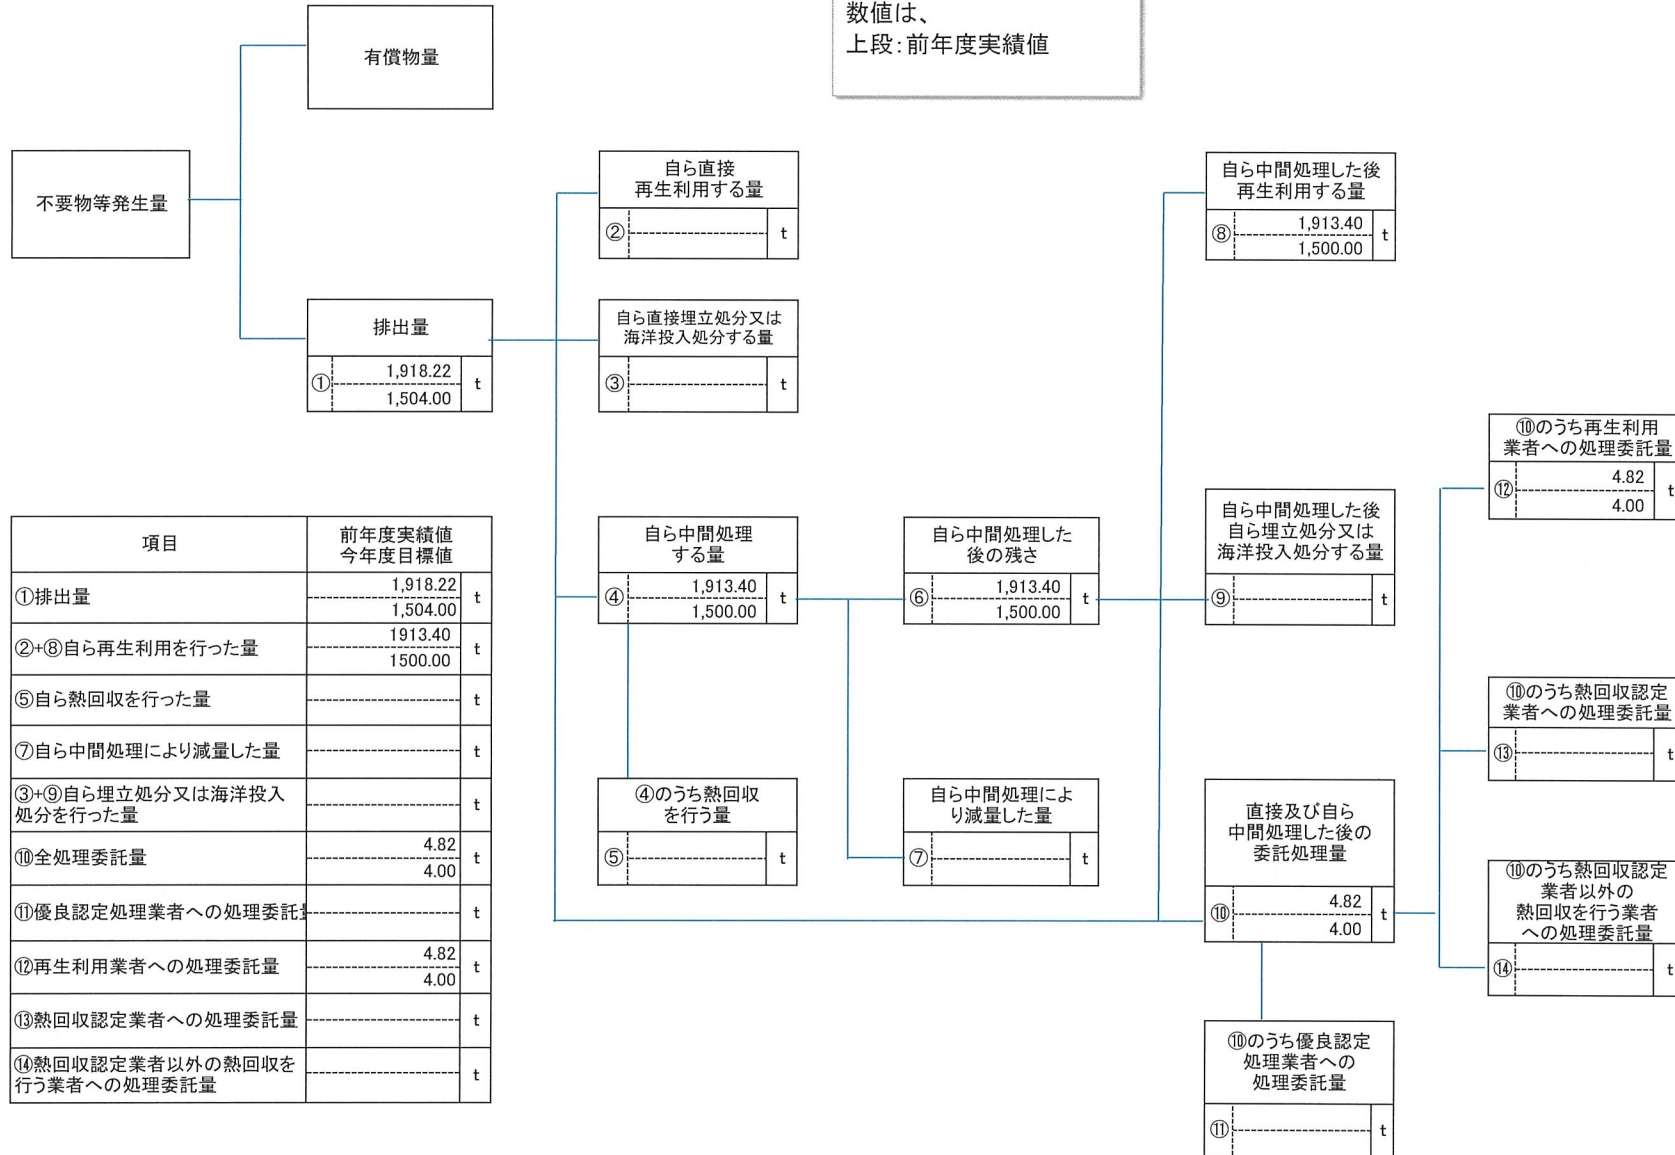 数値は、
上段：前年度実績値
有償物量
不要物等発生量
排出量
① 1,918.22 t
1,504.00
自ら直接
再生利用する量
② t
自ら直接埋立処分又は
海洋投入処分する量
③ t
自ら中間処理
する量
④ 1,913.40 t
1,500.00
④のうち熱回収
を行う量
⑤ t
自ら中間処理した
後の残さ
⑥ 1,913.40 t
1,500.00
自ら中間処理によ
り減量した量
⑦ t
自ら中間処理した後
再生利用する量
⑧ 1,913.40 t
1,500.00
自ら中間処理した後
自ら埋立処分又は
海洋投入処分する量
⑨ t
直接及び自ら
中間処理した後の
委託処理量
⑩ 4.82 t
4.00
⑩のうち優良認定
処理業者への
処理委託量
⑪ t
⑩のうち再生利用
業者への処理委託量
⑫ 4.82 t
4.00
⑩のうち熱回収認定
業者への処理委託量
⑬ t
⑩のうち熱回収認定
業者以外の
熱回収を行う業者
への処理委託量
⑭ t
項目 前年度実績値
今年度目標値
①排出量 1,918.22 t
1,504.00
②+⑧自ら再生利用を行った量 1913.40 t
1500.00
⑤自ら熱回収を行った量 t
⑦自ら中間処理により減量した量 t
③+⑨自ら埋立処分又は海洋投入
処分を行った量 t
⑩全処理委託量 4.82 t
4.00
⑪優良認定処理業者への処理委託 t
⑫再生利用業者への処理委託量 4.82 t
4.00
⑬熱回収認定業者への処理委託量 t
⑭熱回収認定業者以外の熱回収を
行う業者への処理委託量 t